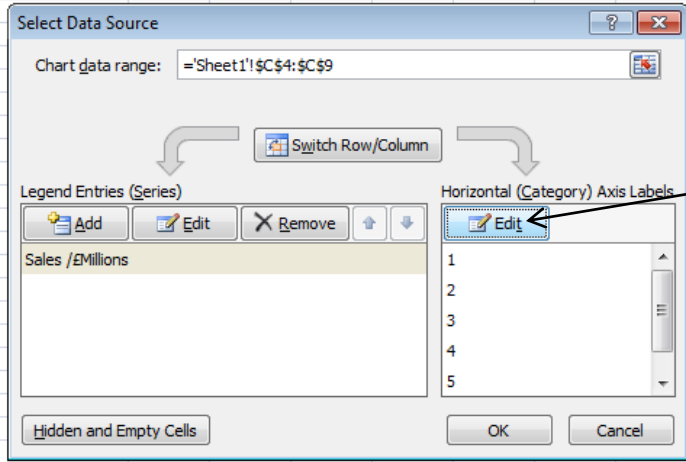 Select Data Source
Chart data range: ='Sheet1'!$C$4:$C$9
Switch Row/Column
Legend Entries (Series)
Horizontal (Category) Axis Labels
Add Edit Remove
Edit
Sales /£Millions
1
2
3
4
5
Hidden and Empty Cells
OK Cancel